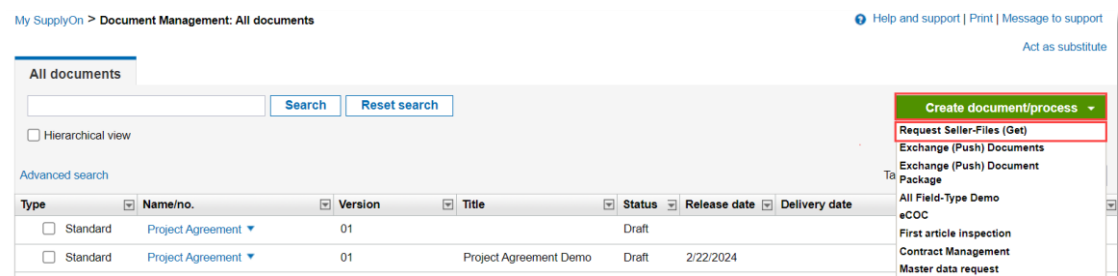 My SupplyOn > Document Management: All documents
Help and support | Print | Message to support
Act as substitute
All documents
Search Reset search
Create document/process
Hierarchical view
Request Seller-Files (Get)
Exchange (Push) Documents
Exchange (Push) Document
Package
Advanced search
Ta
All Field-Type Demo
eCOC
First article inspection
Contract Management
Master data request
Type Name/no. Version Title Status Release date Delivery date
Standard Project Agreement 01 Draft
Standard Project Agreement 01 Project Agreement Demo Draft 2/22/2024